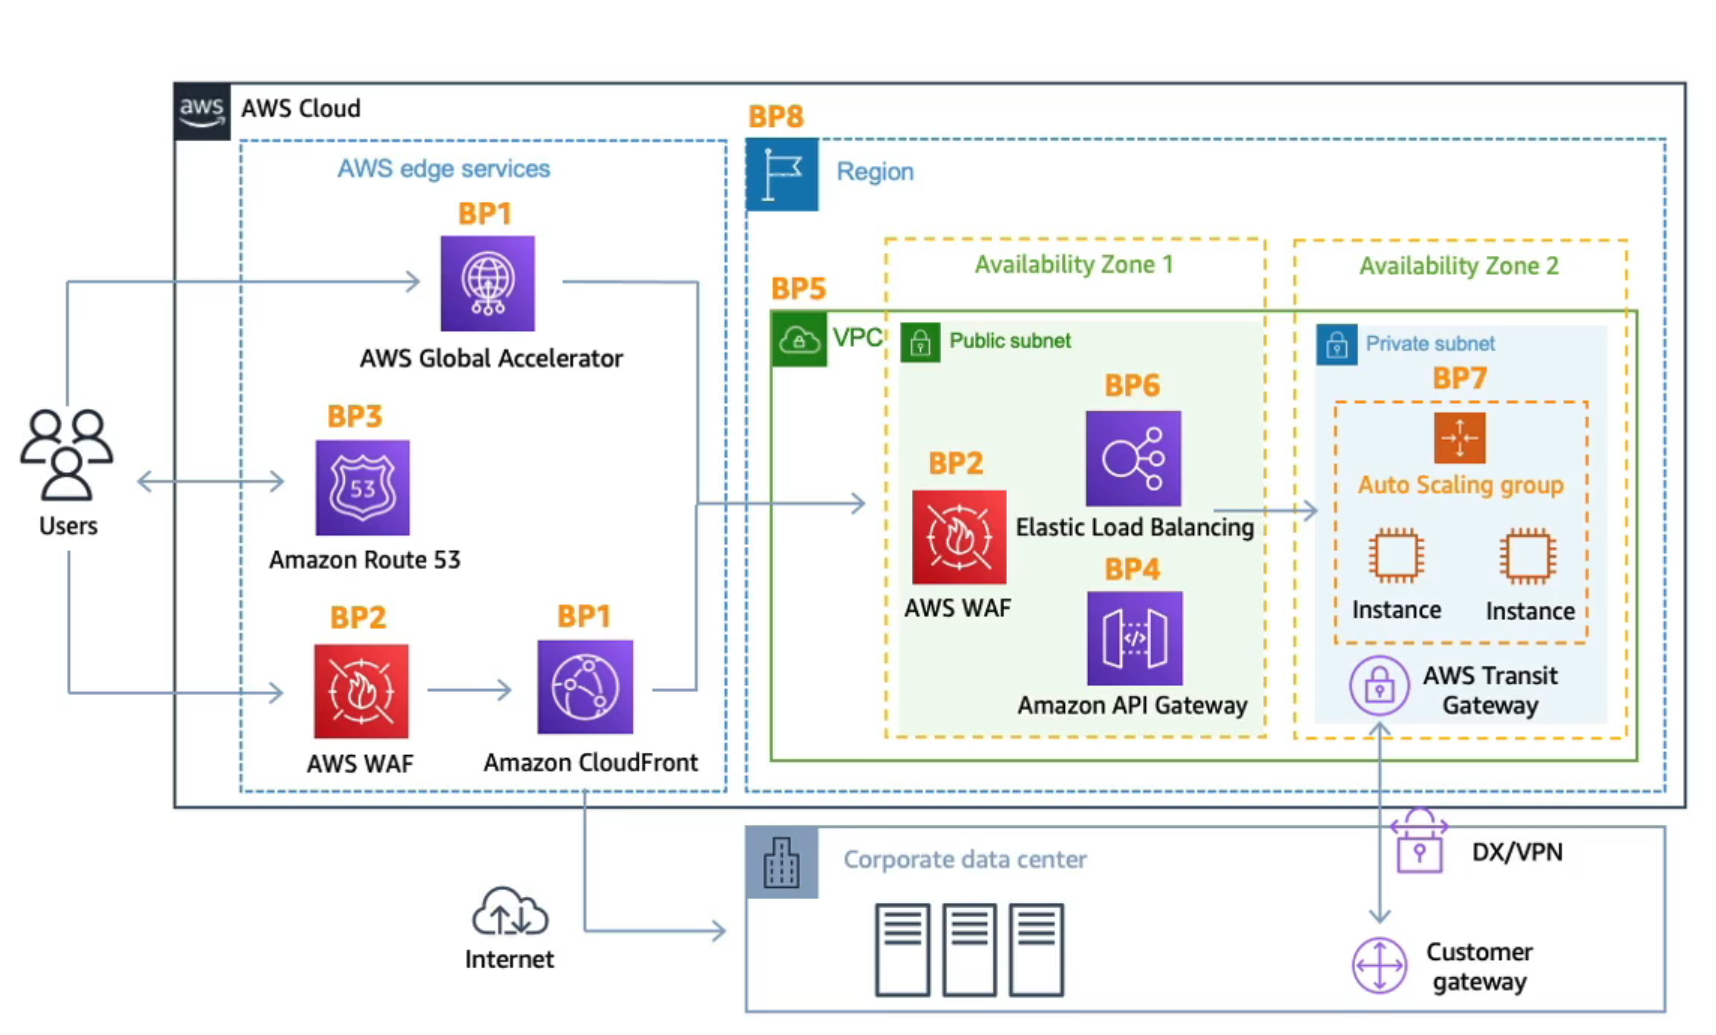 aws
AWS Cloud
AWS edge services
BP1
AWS Global Accelerator
BP3
53
Amazon Route 53
Users
BP2
AWS WAF
BP1
Amazon CloudFront
BP8
Region
BP5
VPC
Availability Zone 1
Public subnet
BP6
Elastic Load Balancing
BP2
AWS WAF
BP4
</>
Amazon API Gateway
Availability Zone 2
Private subnet
BP7
Auto Scaling group
Instance
Instance
AWS Transit
Gateway
DX/VPN
Corporate data center
Internet
Customer
gateway